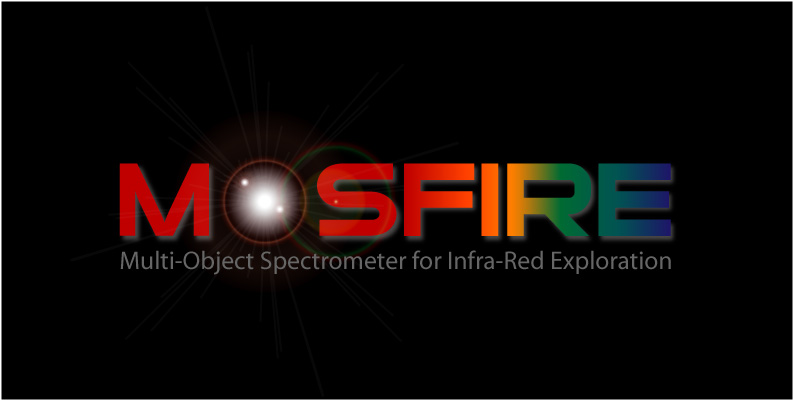 MOSFIRE
Multi-Object Spectrometer for Infra-Red Exploration